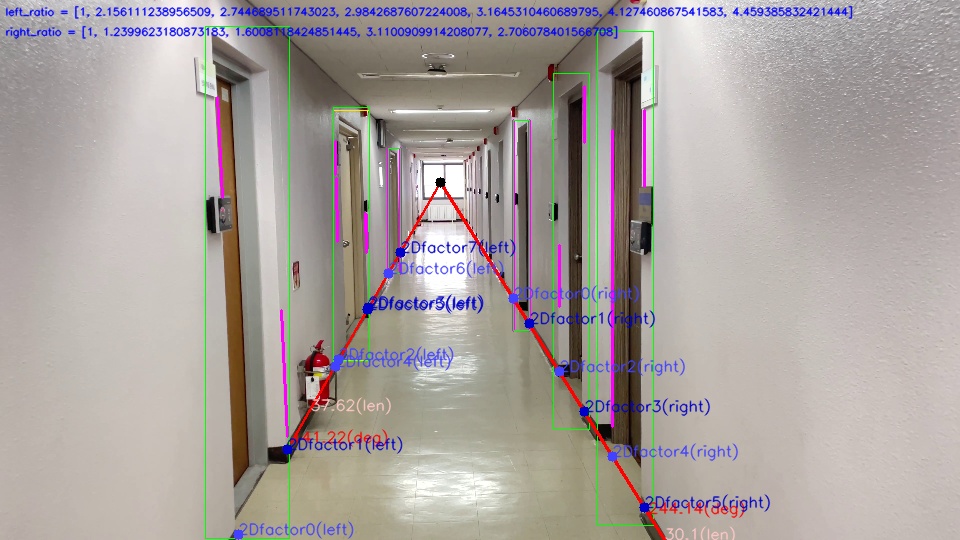 left_ratio = [1, 2.156111238956509, 2.744689511743023, 2.9842687607224008, 3.1645310460689795, 4.127460867541583, 4.459385832421444]
right_ratio = [1, 1.2399623180873183, 1.6008118424851445, 3.1100909914208077, 2.706078401566708]
2Dfactor7(left)
2Dfactor6(left)
2Dfactor0(right)
2Dfactor3(left)
2Dfactor1(right)
2Dfactor2(left)
2Dfactor4(left)
2Dfactor2(right)
37.62(len)
2Dfactor3(right)
41.22(deg)
2Dfactor1(left)
2Dfactor4(right)
2Dfactor5(right)
244.14(deg)
2Dfactor0(left)
30.1(len)